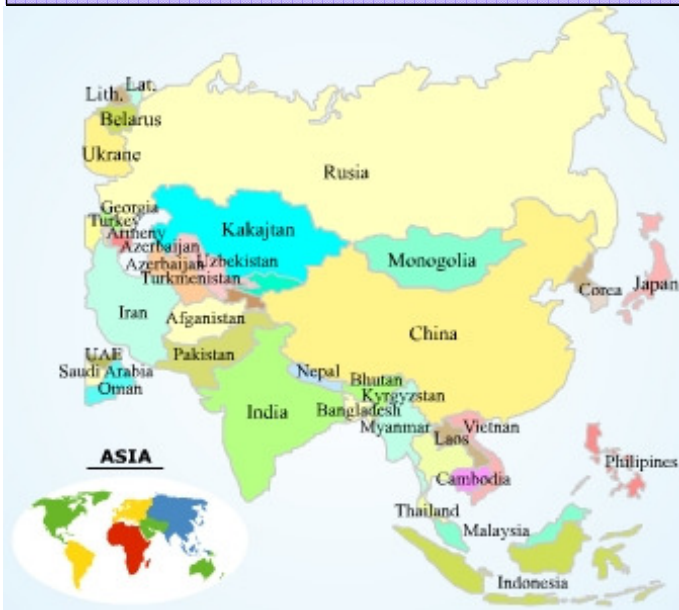 Lat.
Lith.
Belarus
Ukrane
Rusia
Georgia
Turkey
Armeny
Azerbaijan
Azerbaijan
Uzbekistan
Turkmenistan
Kakajtan
Monogolia
Corea
Japan
Iran
Afganistan
China
UAE
Pakistan
Saudi Arabia
Oman
Nepal
Bhutan
Kyrgyzstan
India
Bangladesh
Myanmar
Vietnan
Laos
ASIA
Cambodia
Philipines
Thailand
Malaysia
Indonesia